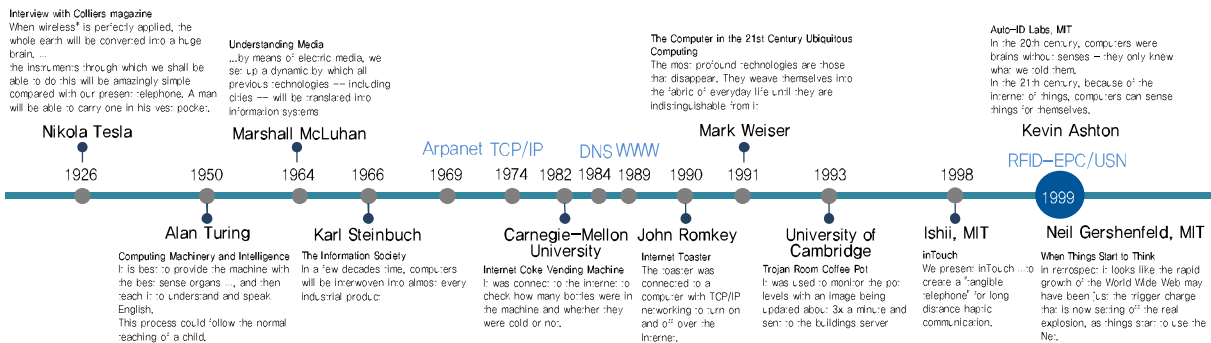 Interview with Colliers magazine
When wireless* is perfectly applied, the
whole earth will be converted into a huge
brain, ...
the instruments through which we shall be
able to do this will be amazingly simple
compared with our present telephone. A man
will be able to carry one in his vest pocket.
Nikola Tesla
Understanding Media
...by means of electric media, we
set up a dynamic by which all
previous technologies -- including
cities -- will be translated into
information systems
Marshall McLuhan
The Computer in the 21st Century Ubiquitous
Computing
The most profound technologies are those
that disappear. They weave themselves into
the fabric of everyday life until they are
indistinguishable from it
Mark Weiser
Auto-ID Labs, MIT
In the 20th century, computers were
brains without senses - they only knew
what we told them.
In the 21th century, because of the
internet of things, computers can sense
things for themselves.
Kevin Ashton
Arpanet TCP/IP DNS WWW RFID-EPC/USN
1926 1950 1964 1966 1969 1974 1982 1984 1989 1990 1991 1993 1998 1999
Alan Turing
Computing Machinery and Intelligence
It is best to provide the machine with
the best sense organs ..., and then
teach it to understand and speak
English.
This process could follow the normal
teaching of a child.
Karl Steinbuch
The Information Society
In a few decades time, computers
will be interwoven into almost every
industrial product
Carnegie-Mellon
University
Internet Coke Vending Machine
It was connect to the internet to
check how many bottles were in
the machine and whether they
were cold or not.
John Romkey
Internet Toaster
The toaster was
connected to a
computer with TCP/IP
networking to turn on
and off over the
Internet.
University of
Cambridge
Trojan Room Coffee Pot
It was used to monitor the pot
levels with an image being
updated about 3x a minute and
sent to the buildings server
Ishii, MIT
inTouch
We present inTouch ...to
create a "tangible
telephone" for long
distance haptic
communication.
Neil Gershenfeld, MIT
When Things Start to Think
in retrospect it looks like the rapid
growth of the World Wide Web may
have been just the trigger charge
that is now setting off the real
explosion, as things start to use the
Net.